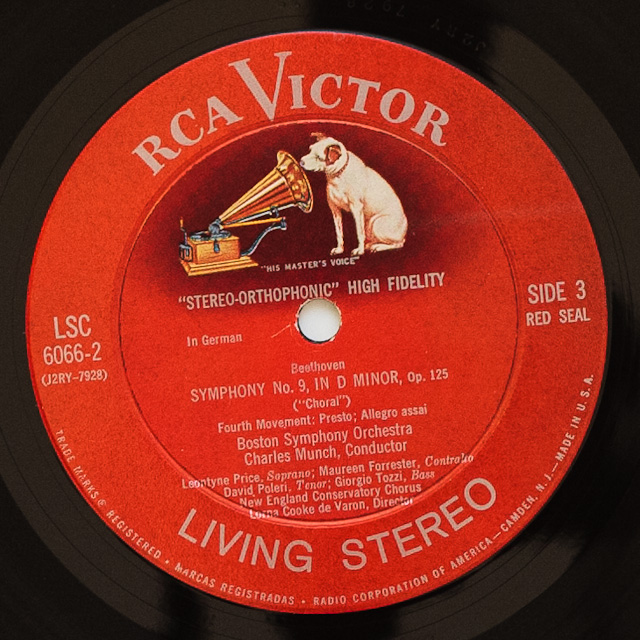 RCA VICTOR
"HIS MASTER'S VOICE"
"STEREO-ORTHOPHONIC" HIGH FIDELITY
LSC
6066-2
(J2RY-7928)
SIDE 3
RED SEAL
In German
Beethoven
SYMPHONY No. 9, IN D MINOR, Op. 125
("Choral")
Fourth Movement: Presto; Allegro assai
Boston Symphony Orchestra
Charles Munch, Conductor
Leontyne Price, Soprano; Maureen Forrester, Contralto
David Poleri, Tenor; Giorgio Tozzi, Bass
New England Conservatory Chorus
Lorna Cooke de Varon, Director
LIVING STEREO
TRADE MARKS ® REGISTERED • MARCAS REGISTRADAS • RADIO CORPORATION OF AMERICA—CAMDEN, N.J.—MADE IN U.S.A.